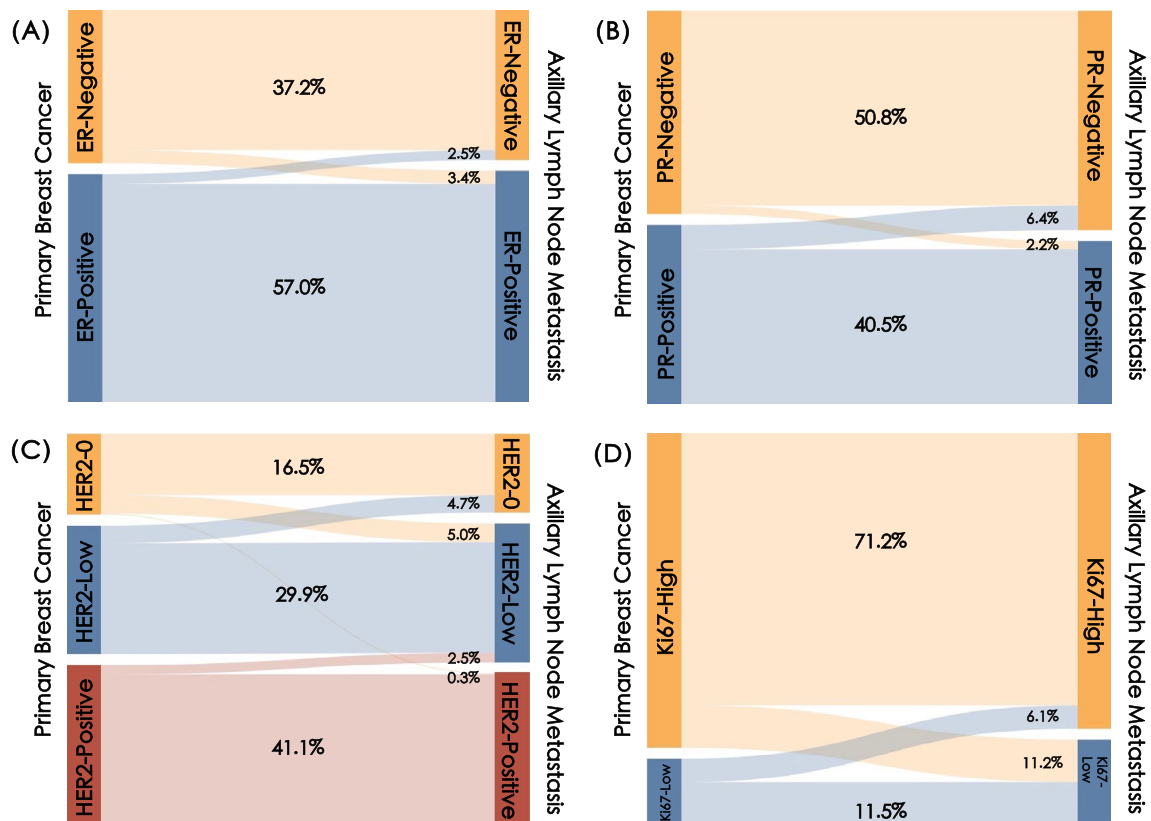 (A)
Primary Breast Cancer
ER-Negative
ER-Positive
37.2%
2.5%
3.4%
57.0%
ER-Negative
ER-Positive
Axillary Lymph Node Metastasis
(B)
Primary Breast Cancer
PR-Negative
PR-Positive
50.8%
6.4%
2.2%
40.5%
PR-Negative
PR-Positive
Axillary Lymph Node Metastasis
(C)
Primary Breast Cancer
HER2-0
HER2-Low
HER2-Positive
16.5%
4.7%
5.0%
29.9%
2.5%
0.3%
41.1%
HER2-0
HER2-Low
HER2-Positive
Axillary Lymph Node Metastasis
(D)
Primary Breast Cancer
Ki67-High
Ki67-Low
71.2%
6.1%
11.2%
11.5%
Ki67-High
Ki67-
Low
Axillary Lymph Node Metastasis